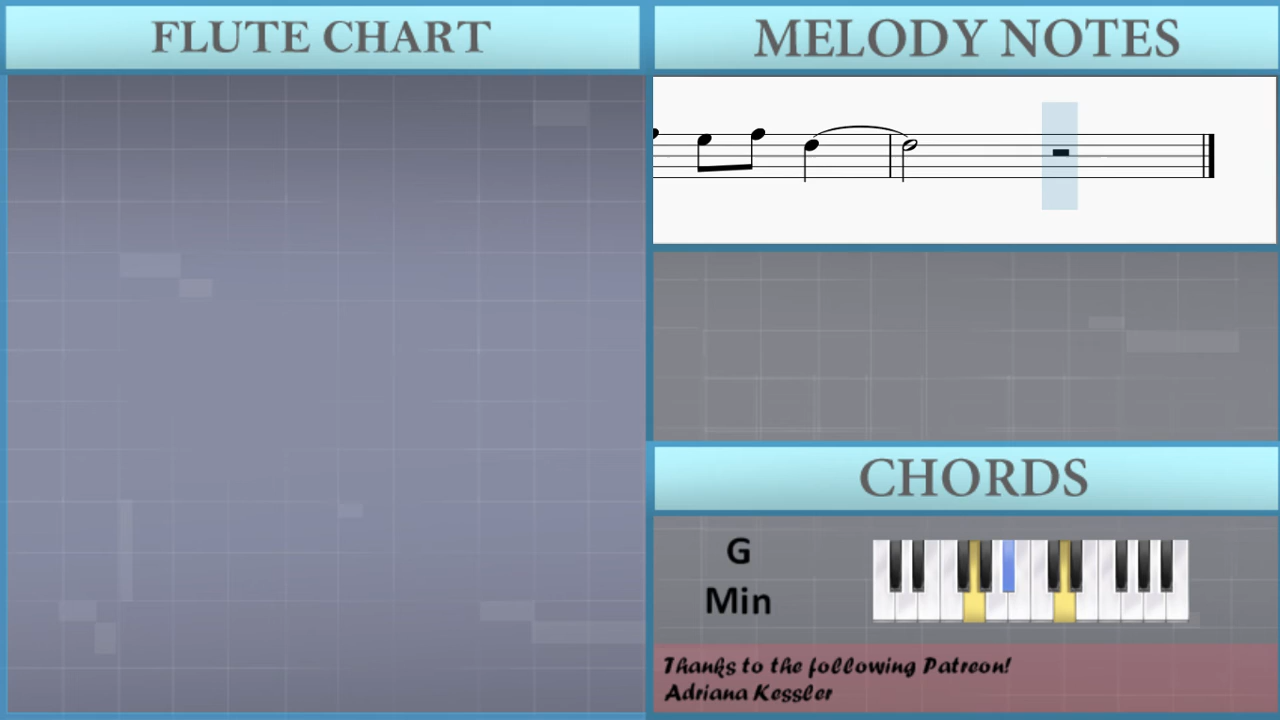 FLUTE CHART
MELODY NOTES
CHORDS
G
Min
Thanks to the following Patreon!
Adriana Kessler